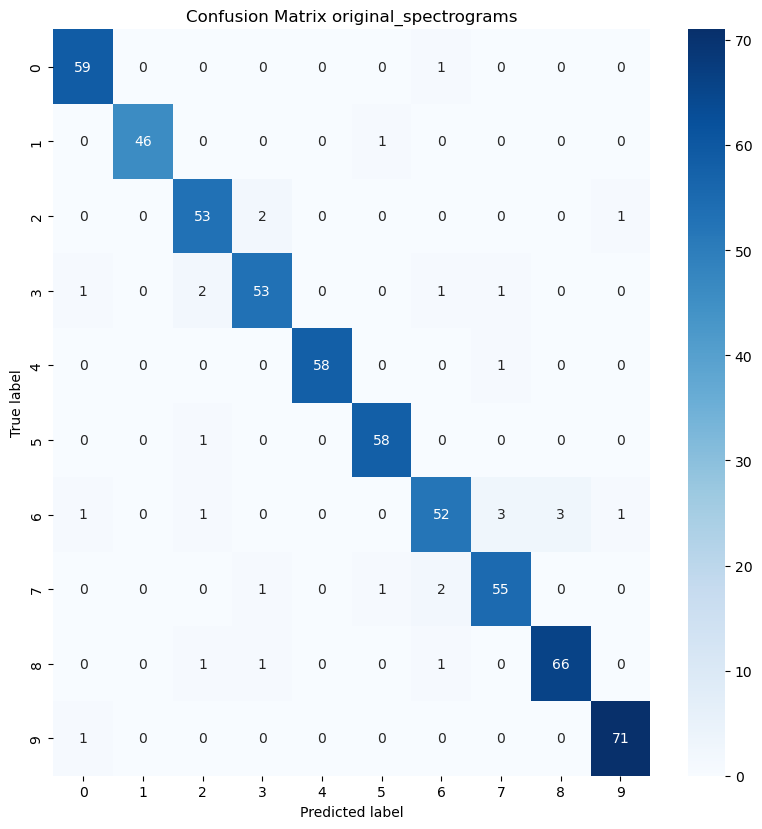 Confusion Matrix original_spectrograms
True label
0 59 0 0 0 0 0 1 0 0 0
1 0 46 0 0 0 1 0 0 0 0
2 0 0 53 2 0 0 0 0 0 1
3 1 0 2 53 0 0 1 1 0 0
4 0 0 0 0 58 0 0 1 0 0
5 0 0 1 0 0 58 0 0 0 0
6 1 0 1 0 0 0 52 3 3 1
7 0 0 0 1 0 1 2 55 0 0
8 0 0 1 1 0 0 1 0 66 0
9 1 0 0 0 0 0 0 0 0 71
0 1 2 3 4 5 6 7 8 9
Predicted label
70
60
50
40
30
20
10
0